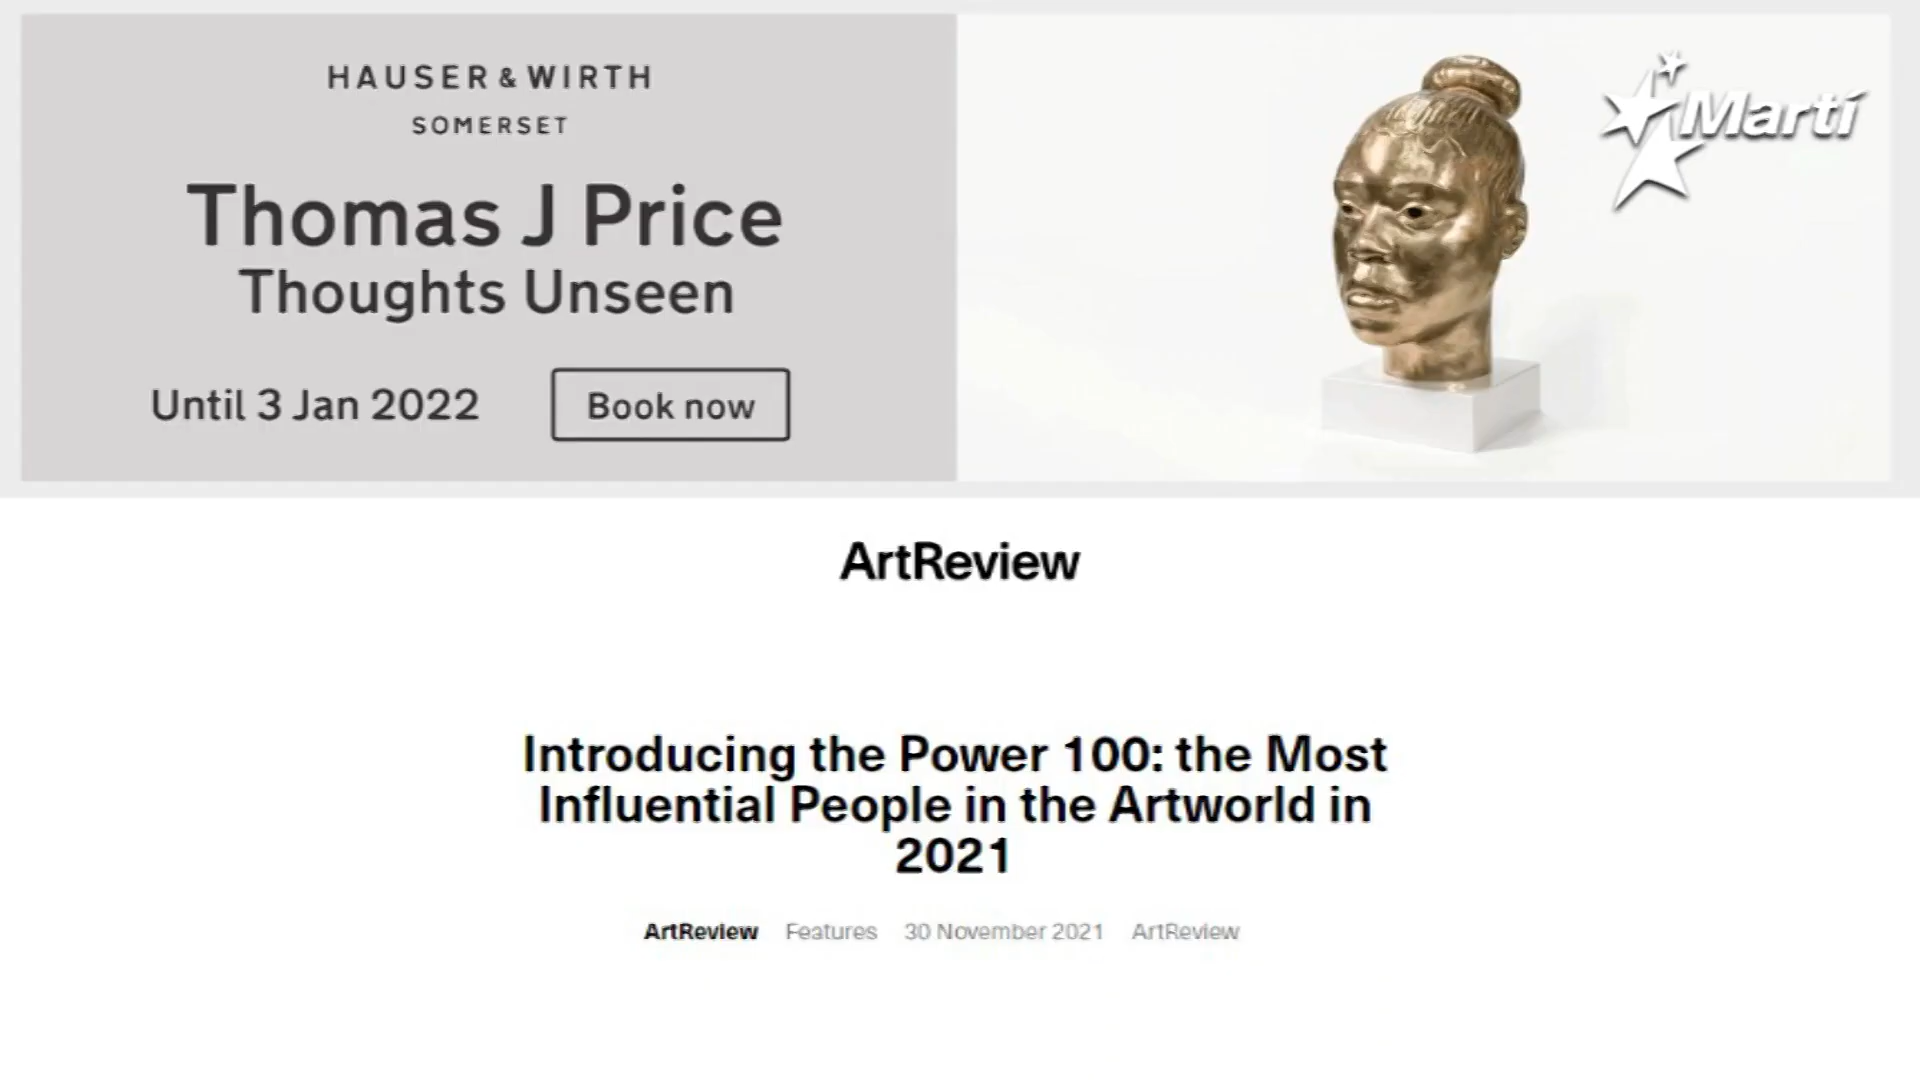 HAUSER & WIRTH
SOMERSET
Thomas J Price
Thoughts Unseen
Until 3 Jan 2022
Book now
Martí
ArtReview
Introducing the Power 100: the Most
Influential People in the Artworld in
2021
ArtReview Features 30 November 2021 ArtReview